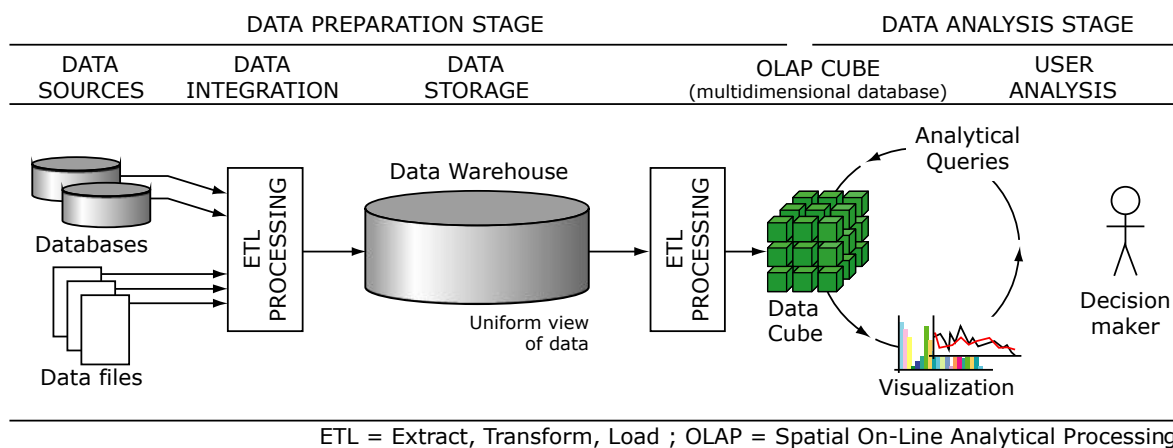 DATA PREPARATION STAGE
DATA ANALYSIS STAGE
DATA
SOURCES
DATA
INTEGRATION
DATA
STORAGE
OLAP CUBE
(multidimensional database)
USER
ANALYSIS
Databases
Data files
ETL
PROCESSING
Data Warehouse
Uniform view
of data
ETL
PROCESSING
Data
Cube
Analytical
Queries
Visualization
Decision
maker
ETL = Extract, Transform, Load ; OLAP = Spatial On-Line Analytical Processing